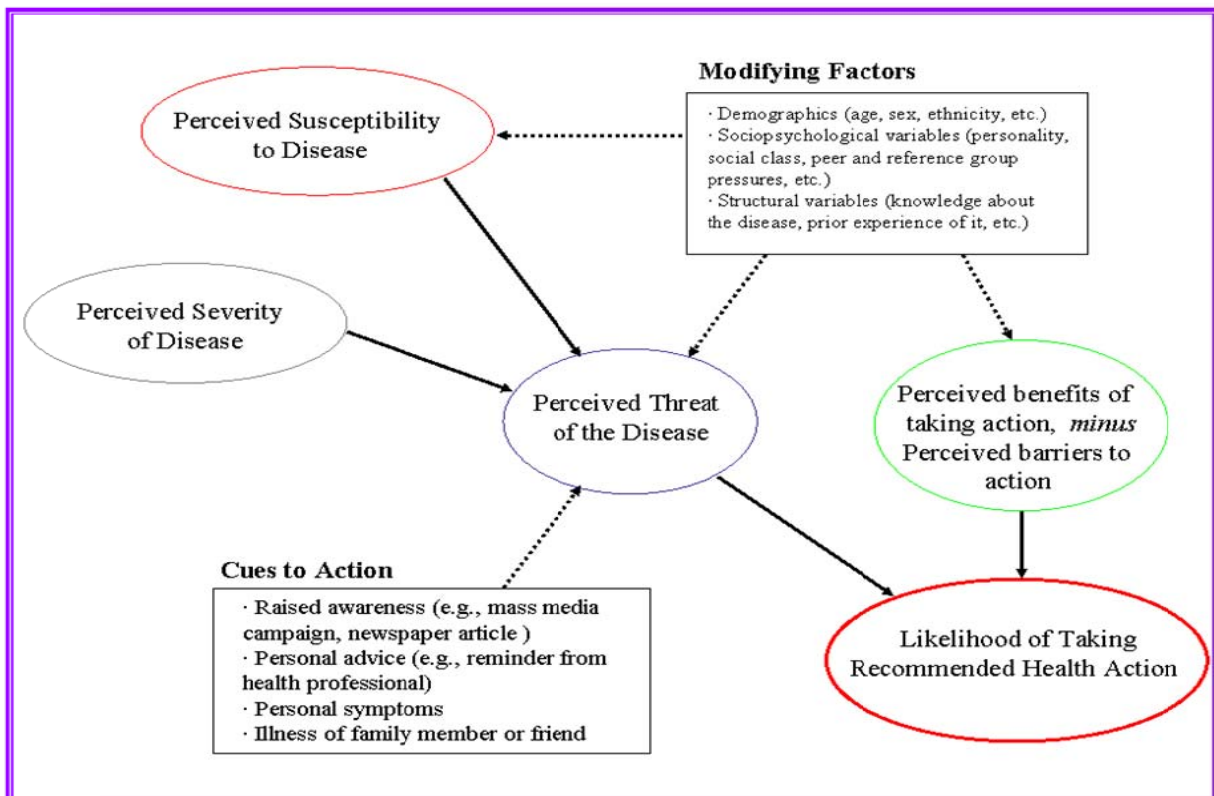 Modifying Factors
· Demographics (age, sex, ethnicity, etc.)
· Sociopsychological variables (personality,
social class, peer and reference group
pressures, etc.)
· Structural variables (knowledge about
the disease, prior experience of it, etc.)
Perceived Susceptibility
to Disease
Perceived Severity
of Disease
Perceived Threat
of the Disease
Perceived benefits of
taking action, minus
Perceived barriers to
action
Cues to Action
· Raised awareness (e.g., mass media
campaign, newspaper article )
· Personal advice (e.g., reminder from
health professional)
· Personal symptoms
· Illness of family member or friend
Likelihood of Taking
Recommended Health Action